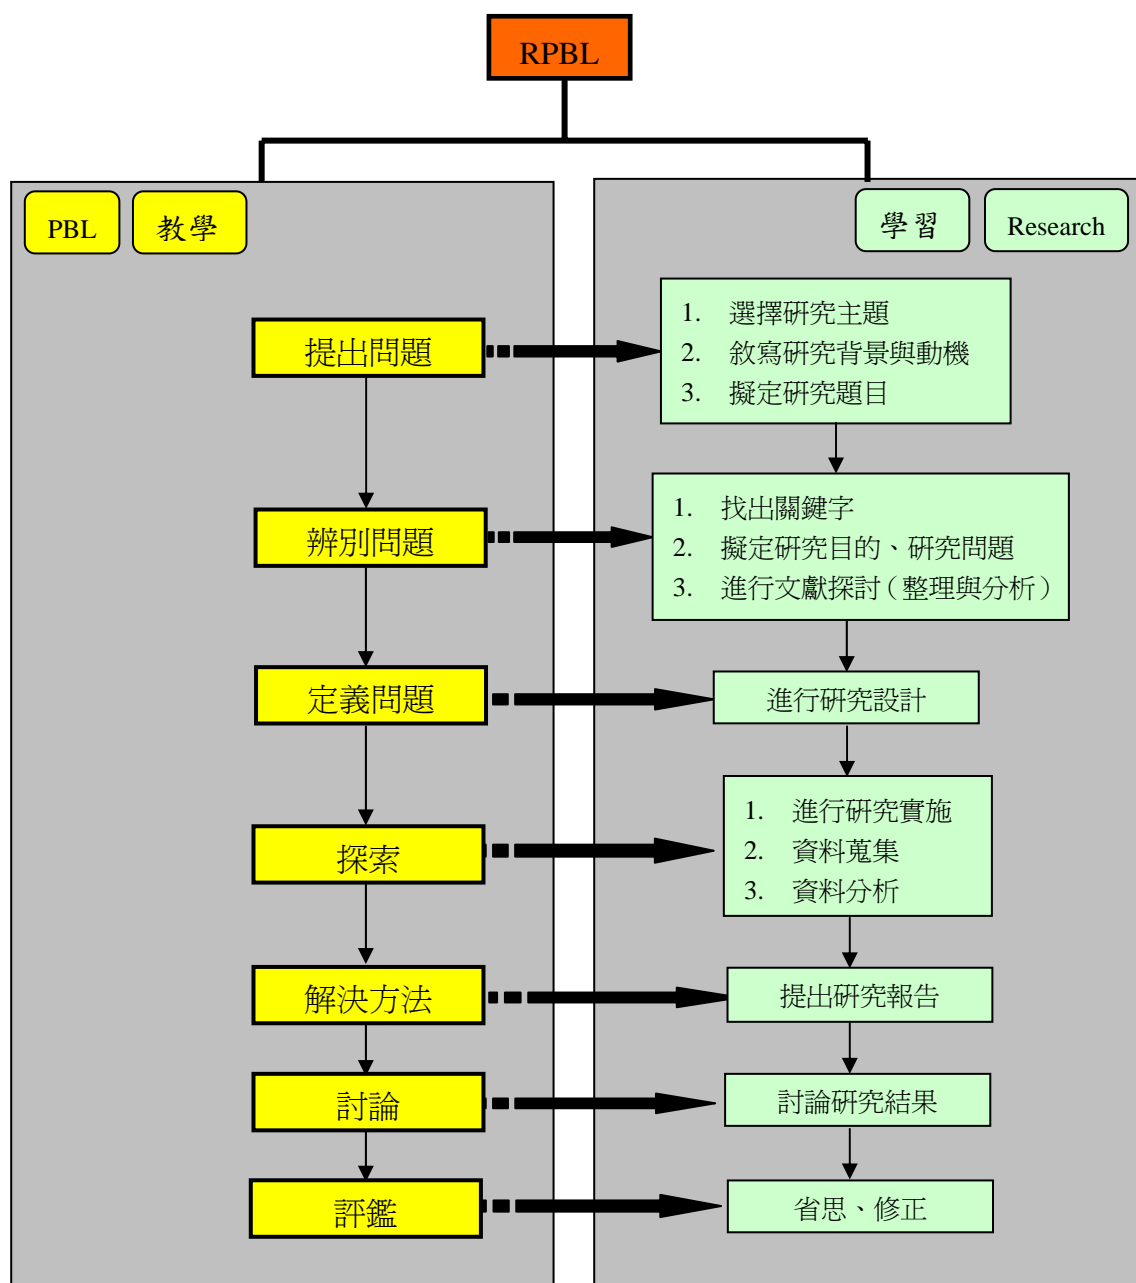 RPBL
PBL
教學
學習
Research
提出問題
1. 選擇研究主題
2. 敘寫研究背景與動機
3. 擬定研究題目
辨別問題
1. 找出關鍵字
2. 擬定研究目的、研究問題
3. 進行文獻探討（整理與分析）
定義問題
進行研究設計
探索
1. 進行研究實施
2. 資料蒐集
3. 資料分析
解決方法
提出研究報告
討論
討論研究結果
評鑑
省思、修正